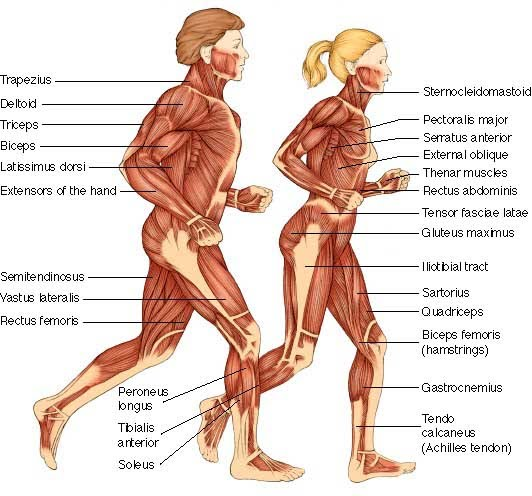 Trapezius
Deltoid
Triceps
Biceps
Latissimus dorsi
Extensors of the hand
Semitendinosus
Vastus lateralis
Rectus femoris
Peroneus
longus
Tibialis
anterior
Soleus
Sternocleidomastoid
Pectoralis major
Serratus anterior
External oblique
Thenar muscles
Rectus abdominis
Tensor fasciae latae
Gluteus maximus
Iliotibial tract
Sartorius
Quadriceps
Biceps femoris
(hamstrings)
Gastrocnemius
Tendo
calcaneus
(Achilles tendon)